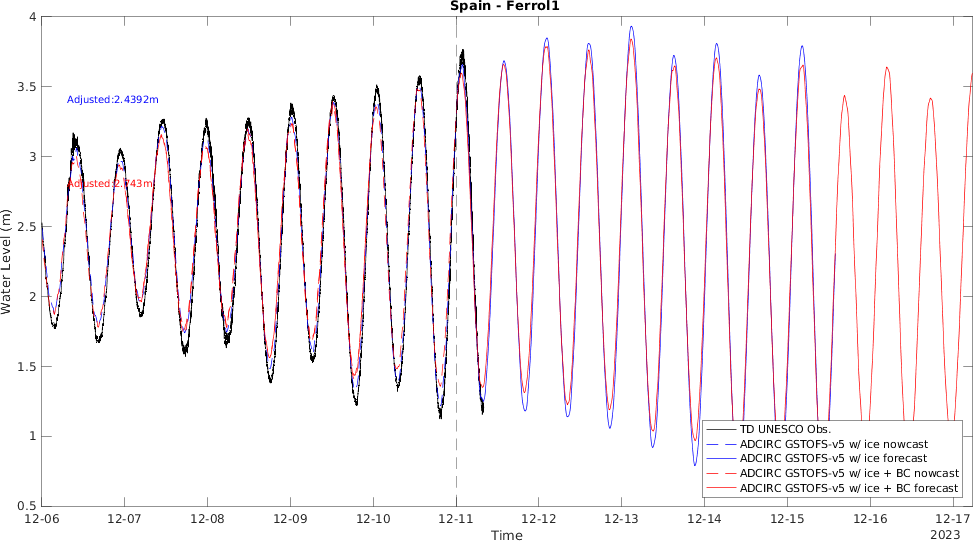 Spain - Ferrol1
4
3.5
3
2.5
2
1.5
1
0.5
Water Level (m)
Adjusted:2.4392m
Adjusted:2.743m
TD UNESCO Obs.
ADCIRC GSTOFS-v5 w/ ice nowcast
ADCIRC GSTOFS-v5 w/ ice forecast
ADCIRC GSTOFS-v5 w/ ice + BC nowcast
ADCIRC GSTOFS-v5 w/ ice + BC forecast
12-06 12-07 12-08 12-09 12-10 12-11 12-12 12-13 12-14 12-15 12-16 12-17
Time
2023